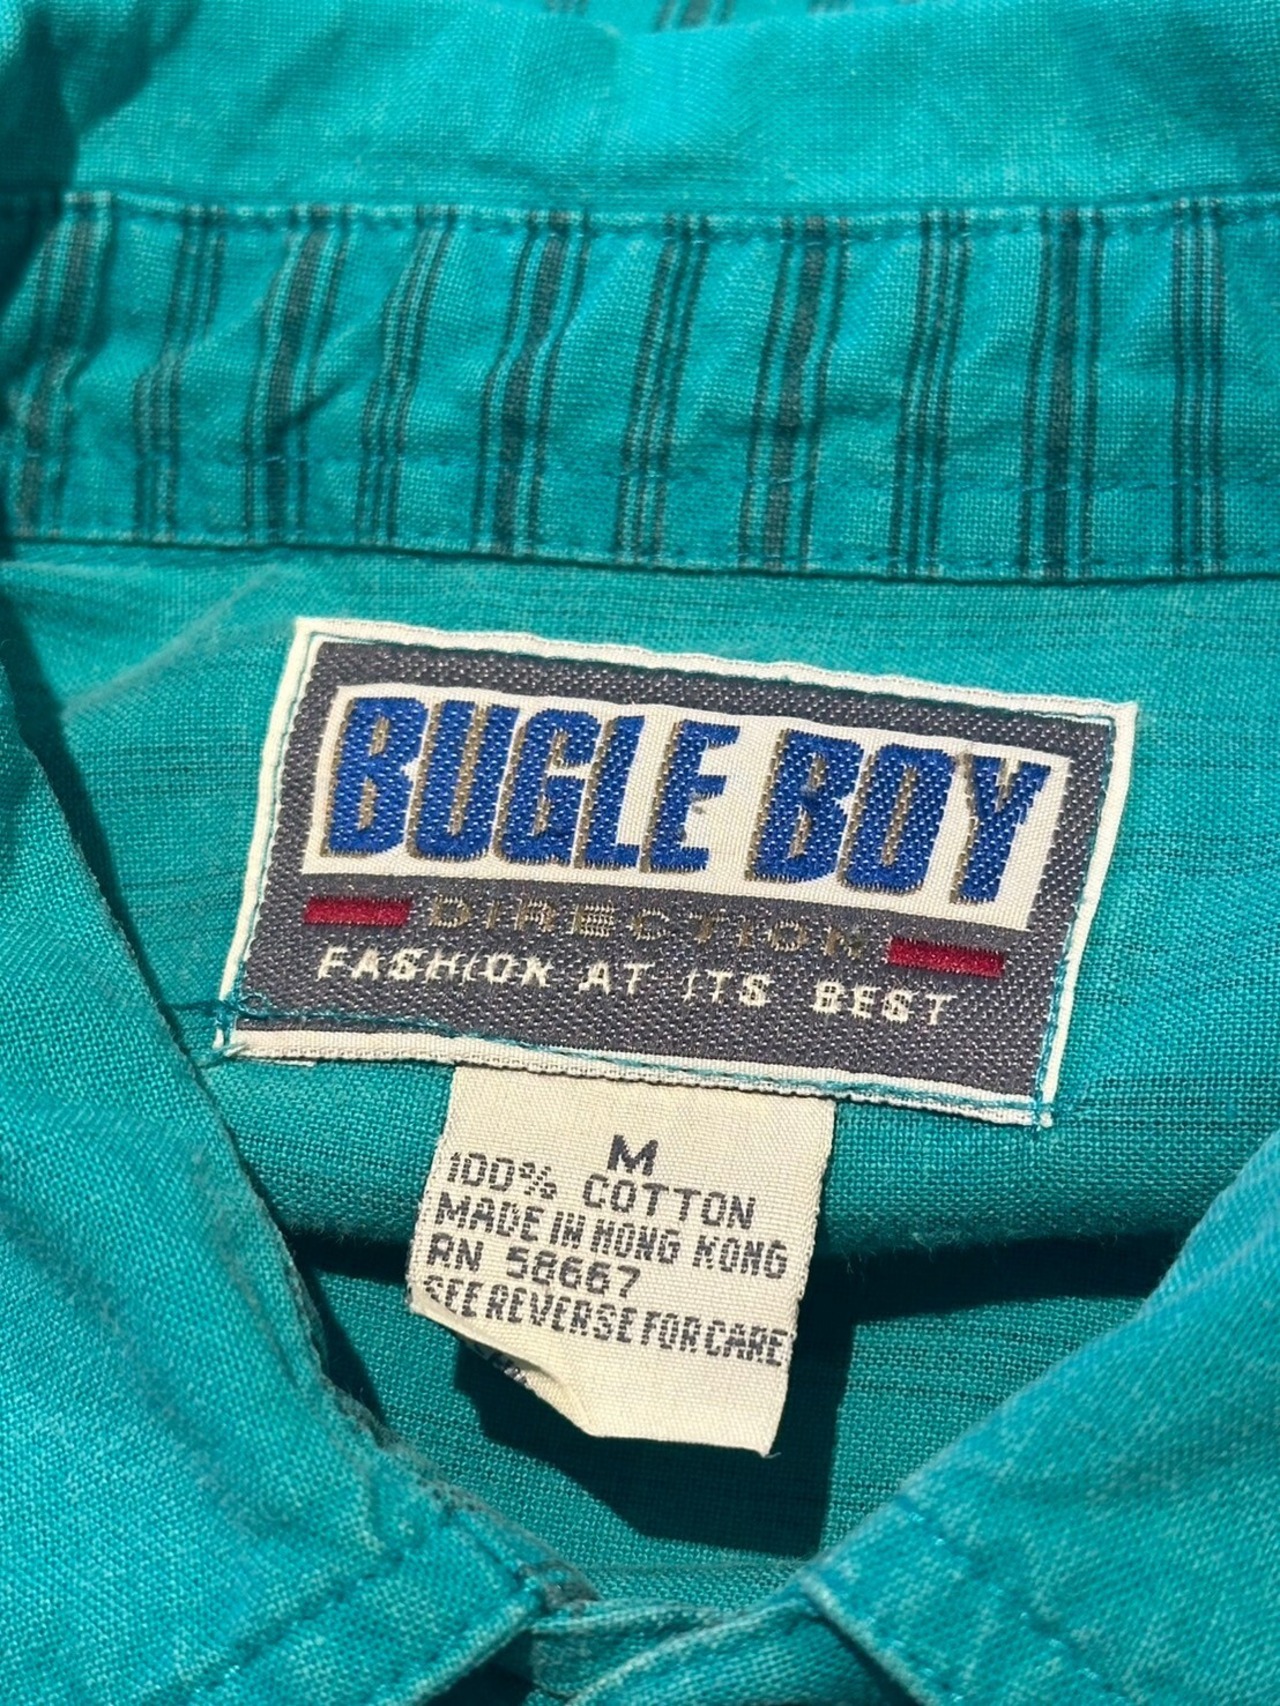 BUGLE BOY
DIRECTION
FASHION AT ITS BEST
M
100% COTTON
MADE IN HONG KONG
RN 58667
SEE REVERSE FOR CARE